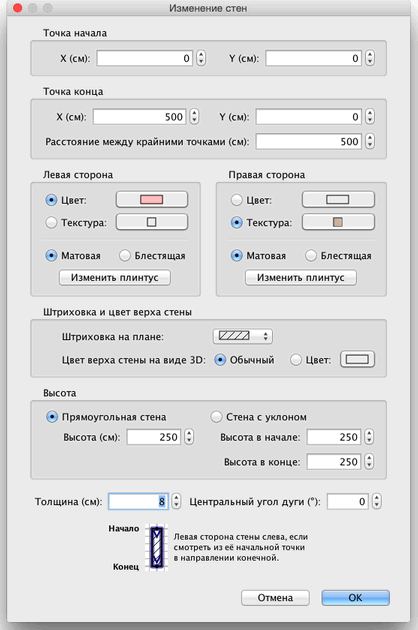 Изменение стен
Точка начала
X (см): 0 Y (см): 0
Точка конца
X (см): 500 Y (см): 0
Расстояние между крайними точками (см): 500
Левая сторона
Цвет:
Текстура:
Матовая Блестящая
Изменить плинтус
Правая сторона
Цвет:
Текстура:
Матовая Блестящая
Изменить плинтус
Штриховка и цвет верха стены
Штриховка на плане:
Цвет верха стены на виде 3D: Обычный Цвет:
Высота
Прямоугольная стена Стена с уклоном
Высота (см): 250 Высота в начале: 250
Высота в конце: 250
Толщина (см): 8 Центральный угол дуги (°): 0
Начало
Конец
Левая сторона стены слева, если
смотреть из её начальной точки
в направлении конечной.
Отмена OK